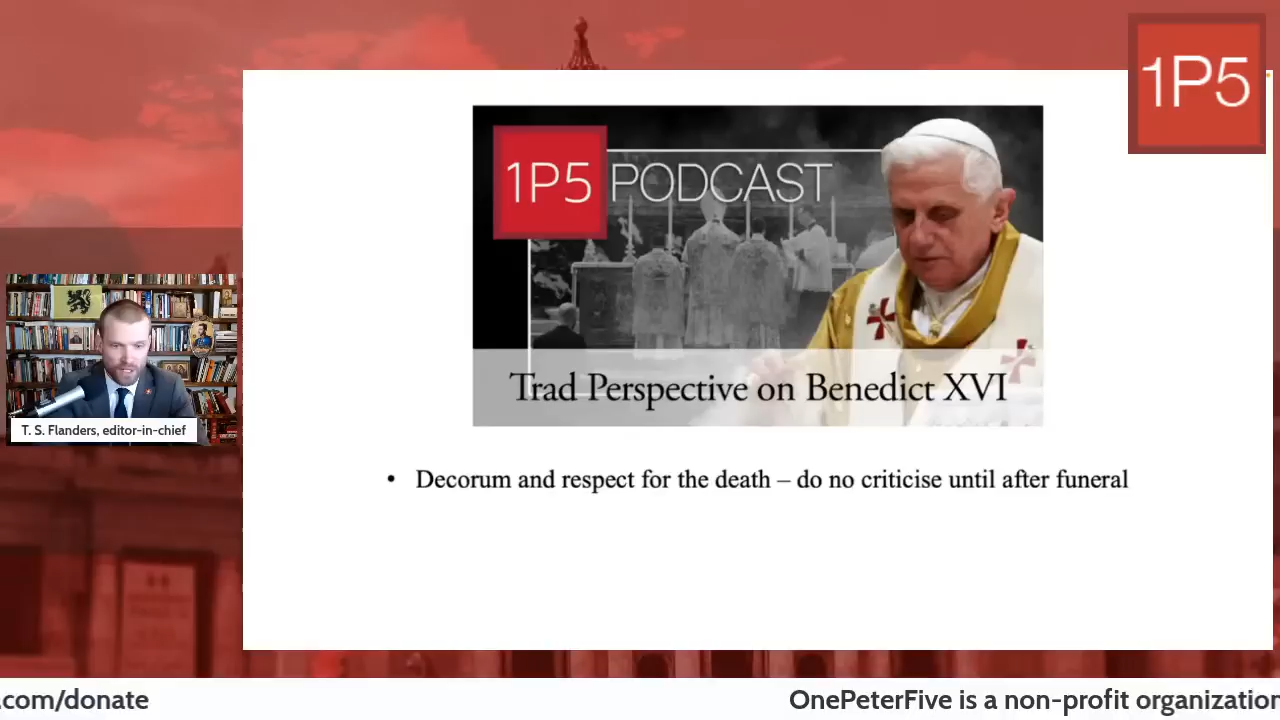 1P5
1P5 PODCAST
Trad Perspective on Benedict XVI
• Decorum and respect for the death – do no criticise until after funeral
T. S. Flanders, editor-in-chief
.com/donate
OnePeterFive is a non-profit organization